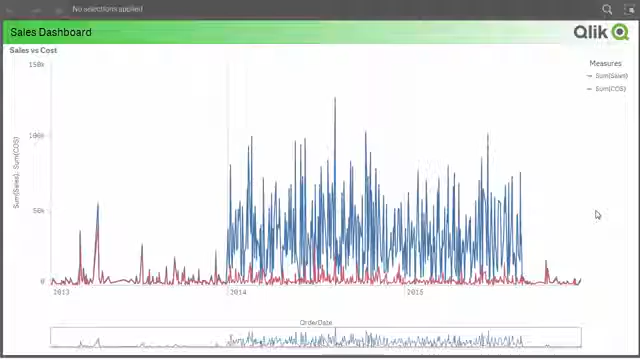 No selections applied
Sales Dashboard
Qlik
Sales vs Cost
Measures
Sum(Sales)
Sum(COS)
Sum(Sales), Sum(COS)
150k
100k
50k
0
2013
2014
2015
OrderDate